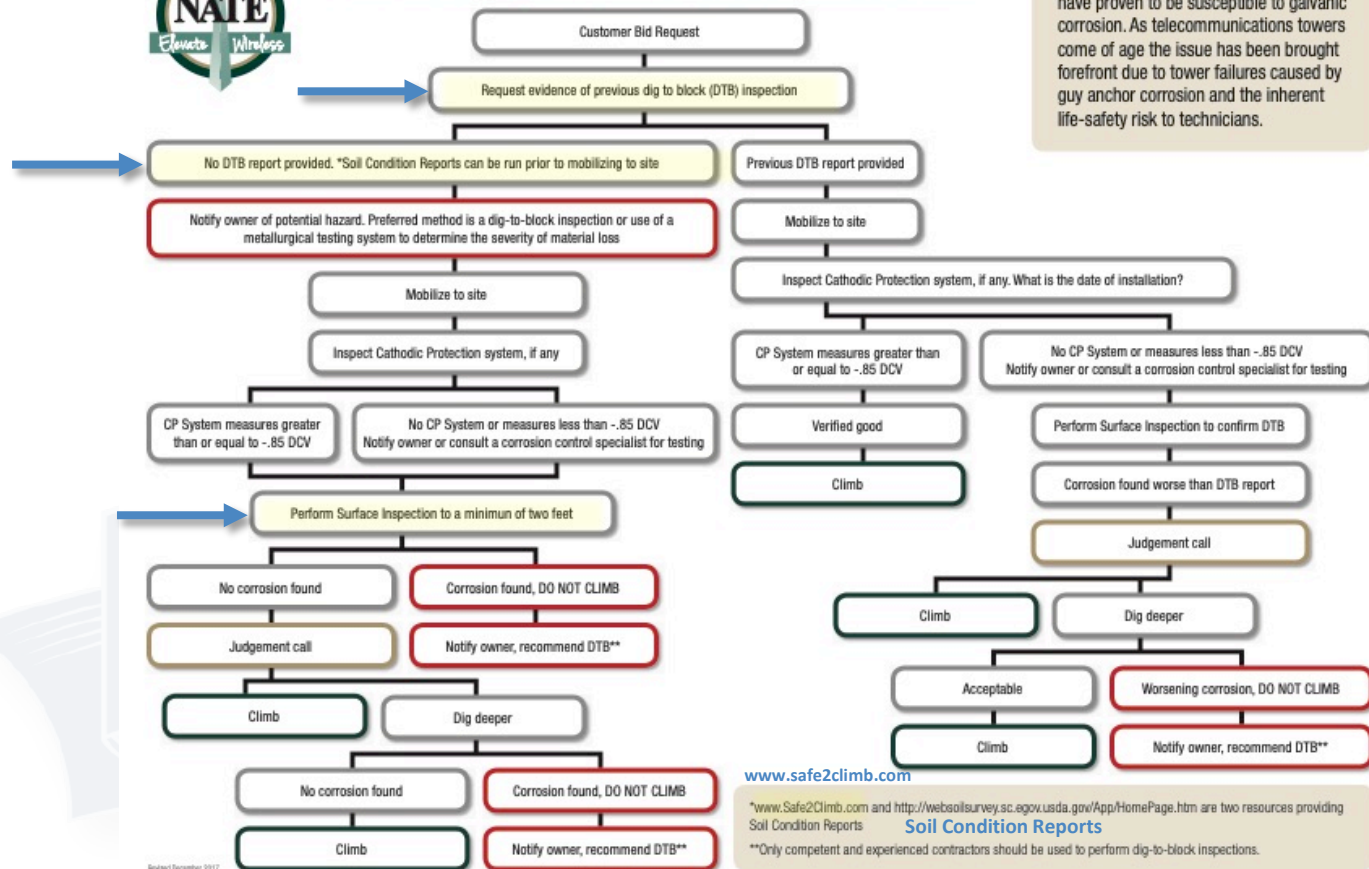 NATE
Elevate Wireless
have proven to be susceptible to galvanic
corrosion. As telecommunications towers
come of age the issue has been brought
forefront due to tower failures caused by
guy anchor corrosion and the inherent
life-safety risk to technicians.
Customer Bid Request
Request evidence of previous dig to block (DTB) inspection
No DTB report provided. *Soil Condition Reports can be run prior to mobilizing to site
Notify owner of potential hazard. Preferred method is a dig-to-block inspection or use of a
metallurgical testing system to determine the severity of material loss
Mobilize to site
Inspect Cathodic Protection system, if any
CP System measures greater
than or equal to -.85 DCV
No CP System or measures less than -.85 DCV
Notify owner or consult a corrosion control specialist for testing
Perform Surface Inspection to a minimun of two feet
No corrosion found
Corrosion found, DO NOT CLIMB
Judgement call
Notify owner, recommend DTB**
Climb
Dig deeper
No corrosion found
Corrosion found, DO NOT CLIMB
Climb
Notify owner, recommend DTB**
Previous DTB report provided
Mobilize to site
Inspect Cathodic Protection system, if any. What is the date of installation?
CP System measures greater than
or equal to -.85 DCV
No CP System or measures less than -.85 DCV
Notify owner or consult a corrosion control specialist for testing
Verified good
Perform Surface Inspection to confirm DTB
Climb
Corrosion found worse than DTB report
Judgement call
Climb
Dig deeper
Acceptable
Worsening corrosion, DO NOT CLIMB
Climb
Notify owner, recommend DTB**
www.safe2climb.com
*www.Safe2Climb.com and http://websoilsurvey.sc.egov.usda.gov/App/HomePage.htm are two resources providing
Soil Condition Reports
Soil Condition Reports
**Only competent and experienced contractors should be used to perform dig-to-block inspections.
Revised December 2017